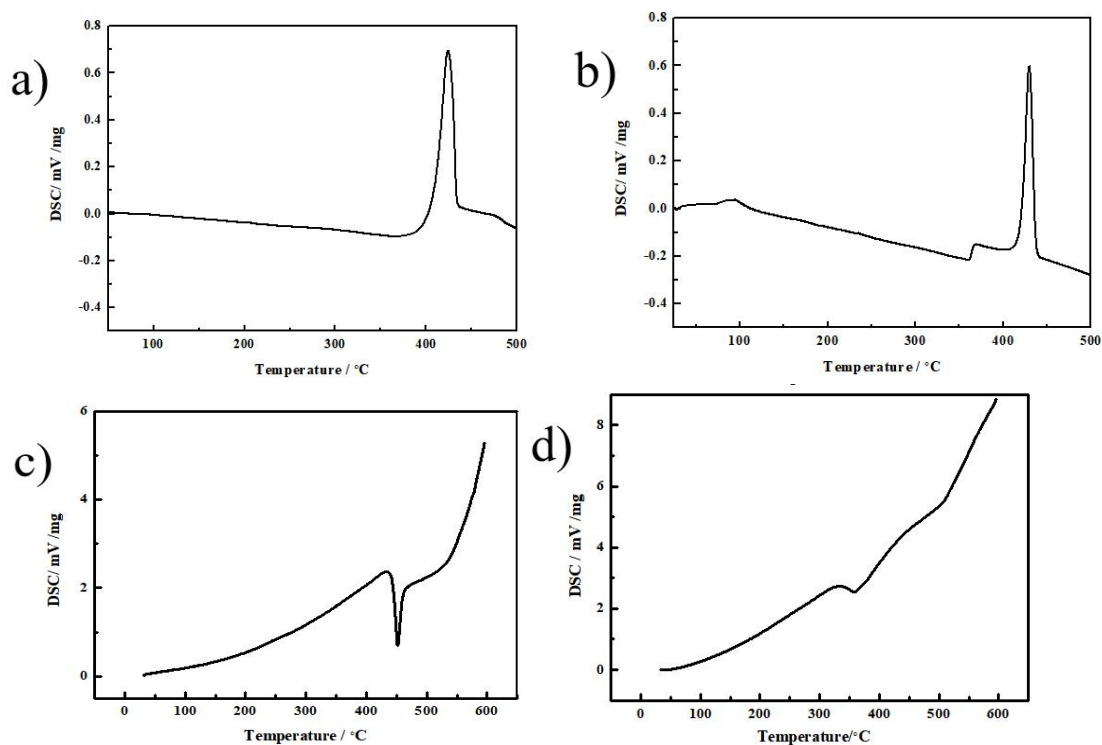 a)
0.8
0.6
0.4
0.2
0.0
-0.2
-0.4
DSC/ mV /mg
100 200 300 400 500
Temperature / °C
b)
0.8
0.6
0.4
0.2
0.0
-0.2
-0.4
DSC/ mV /mg
100 200 300 400 500
Temperature / °C
c)
6
4
2
0
DSC/ mV /mg
0 100 200 300 400 500 600
Temperature / °C
d)
8
6
4
2
0
DSC / mV /mg
0 100 200 300 400 500 600
Temperature/°C